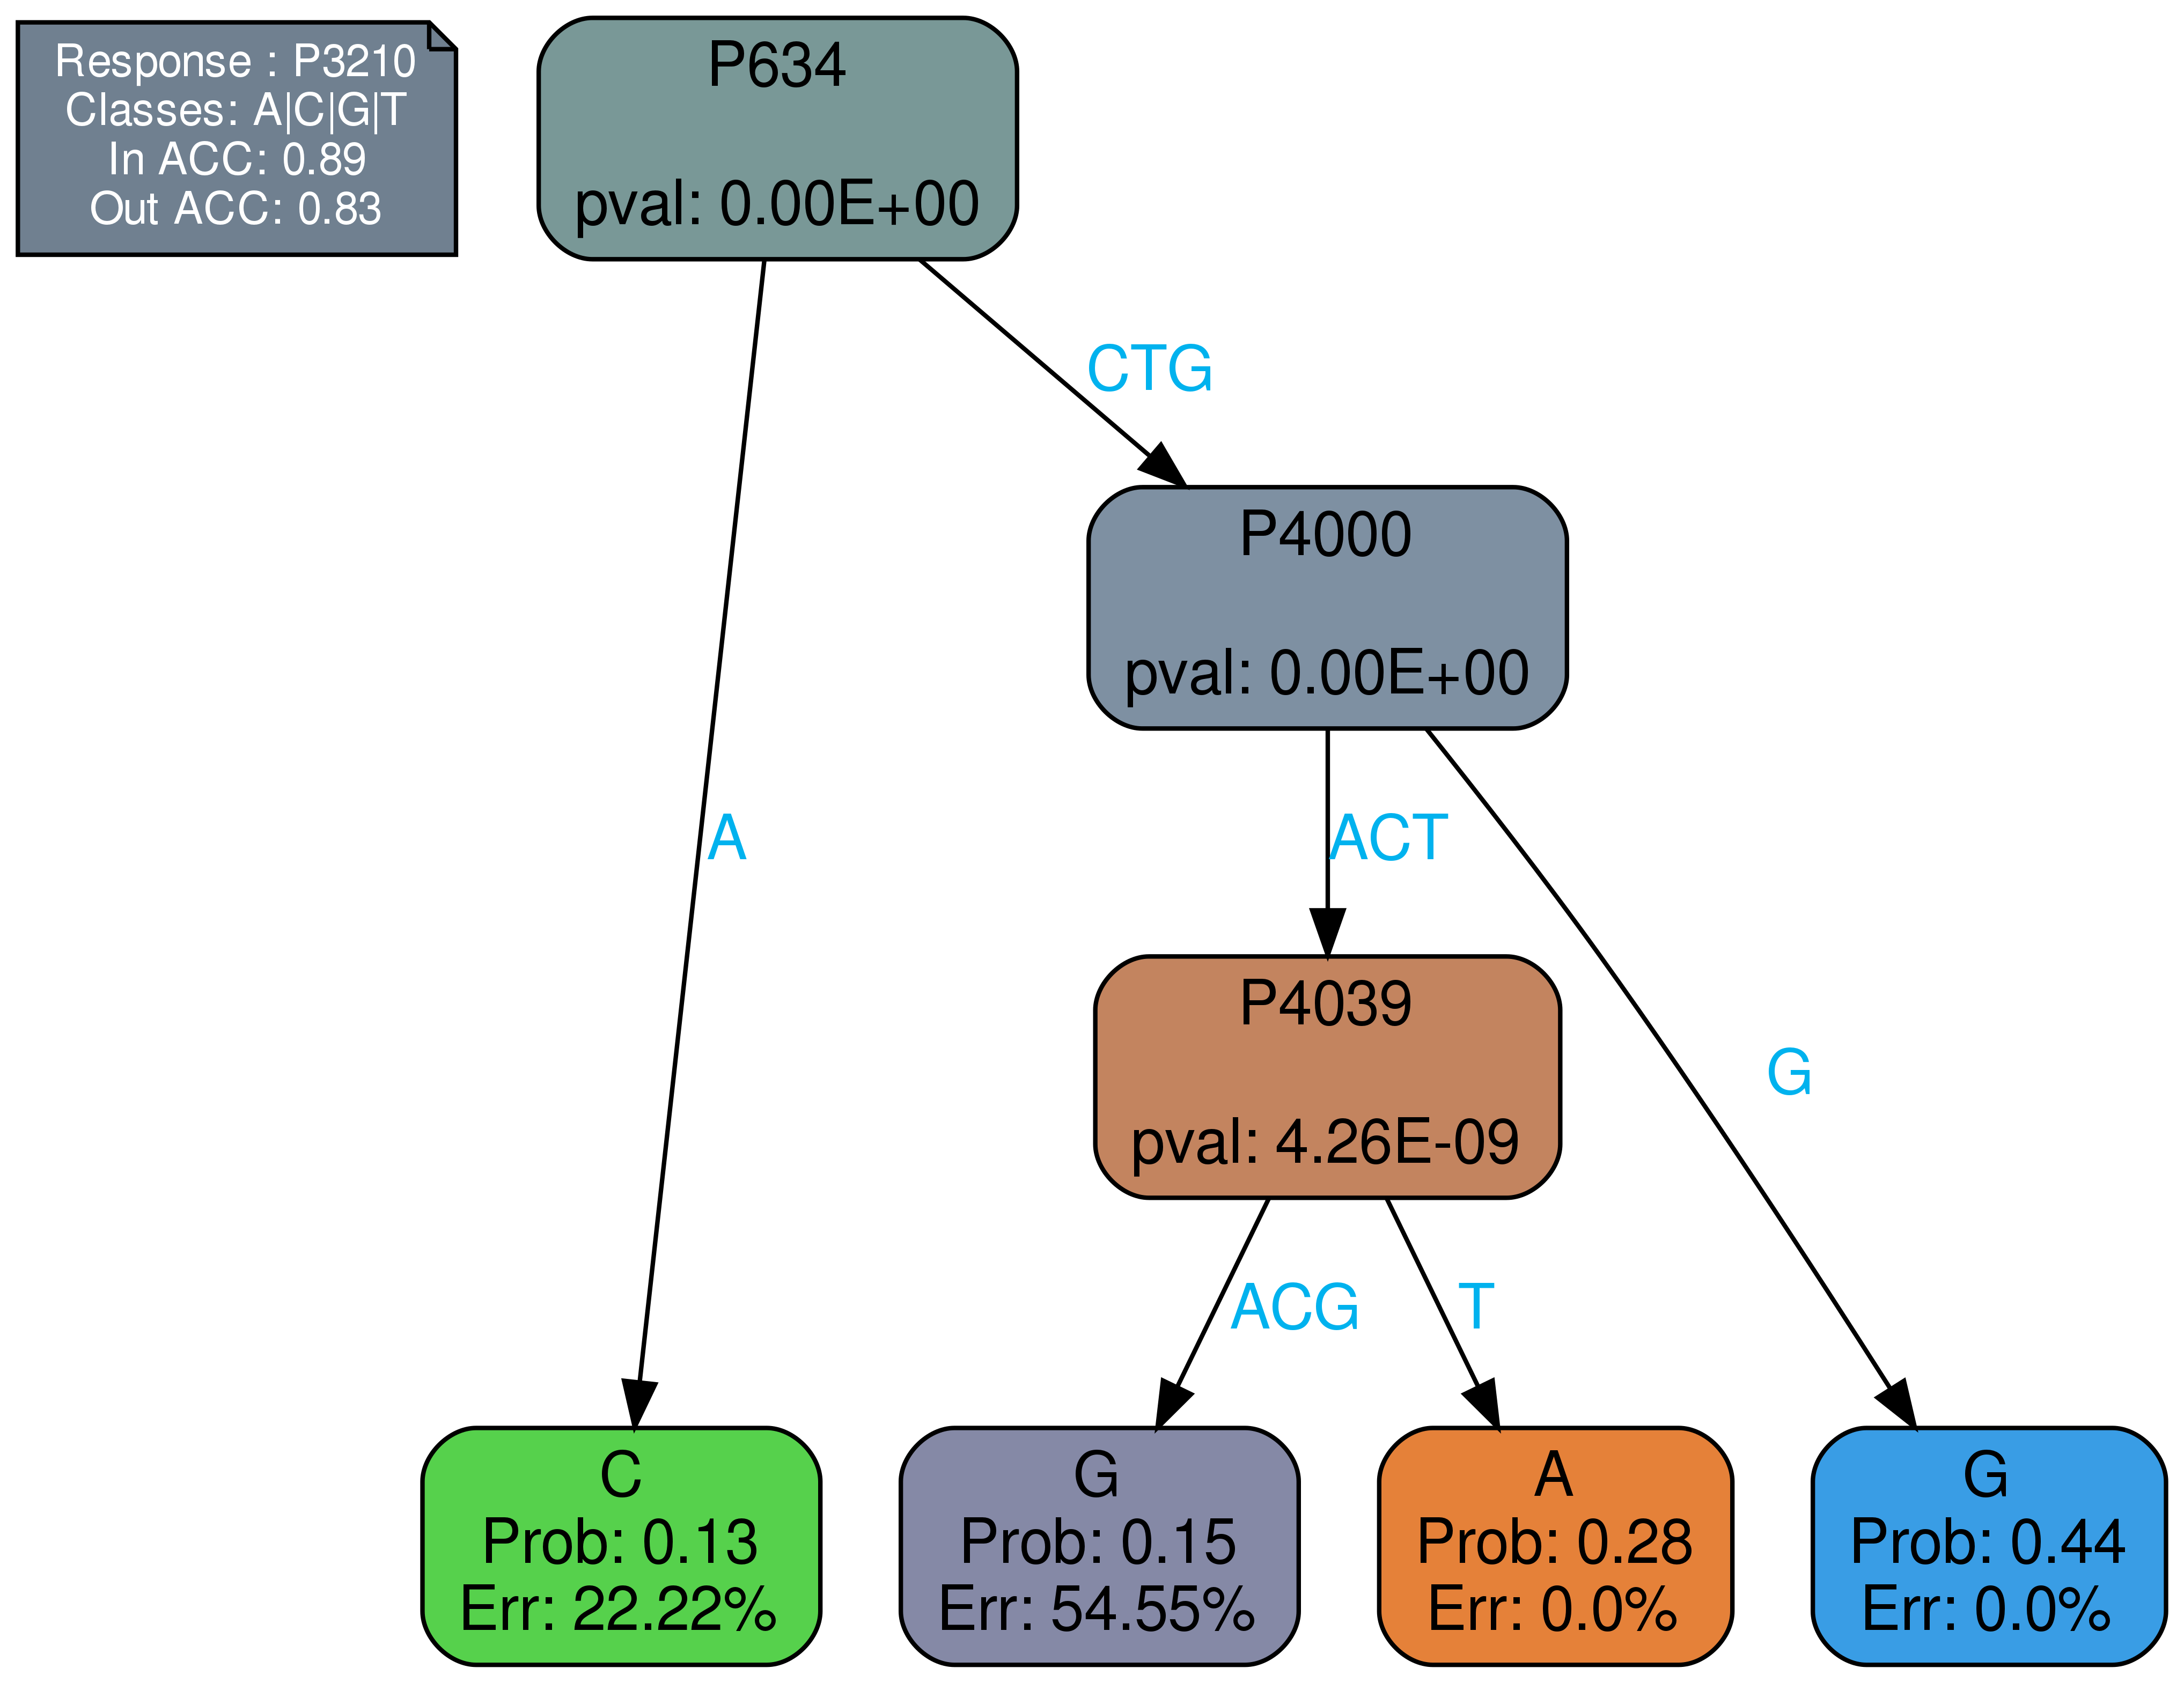 Response : P3210
Classes: A|C|G|T
In ACC: 0.89
Out ACC: 0.83
P634
pval: 0.00E+00
CTG
P4000
pval: 0.00E+00
A
ACT
P4039
pval: 4.26E-09
G
ACG
T
C
Prob: 0.13
Err: 22.22%
G
Prob: 0.15
Err: 54.55%
A
Prob: 0.28
Err: 0.0%
G
Prob: 0.44
Err: 0.0%